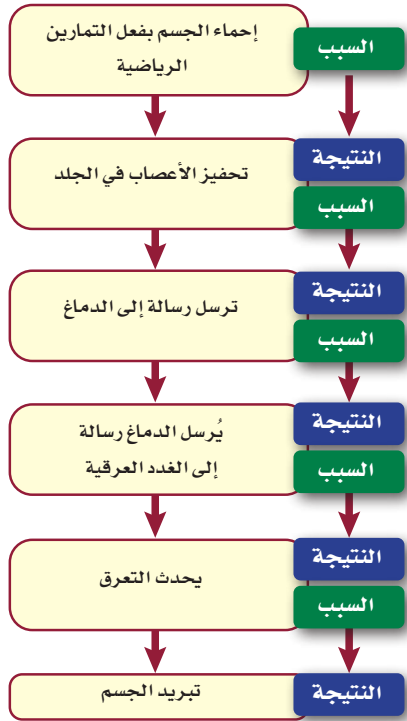 السبب
إحماء الجسم بفعل التمارين
الرياضية
النتيجة
تحفيز الأعصاب في الجلد
السبب
النتيجة
ترسل رسالة إلى الدماغ
السبب
النتيجة
يُرسل الدماغ رسالة
إلى الغدد العرقية
السبب
النتيجة
يحدث التعرق
السبب
النتيجة
تبريد الجسم